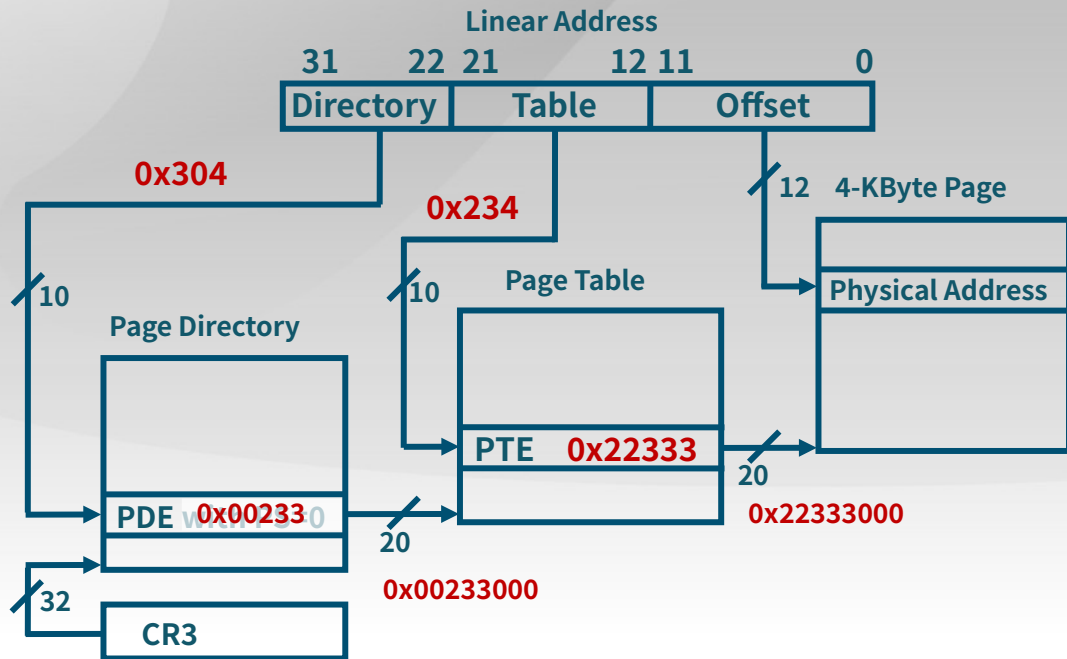 Linear Address
31 22 21 12 11 0
Directory Table Offset
0x304
0x234
12 4-KByte Page
10
10
Page Table
Physical Address
Page Directory
PTE 0x22333
20
0x22333000
PDE 0x00233
20
0x00233000
32
CR3